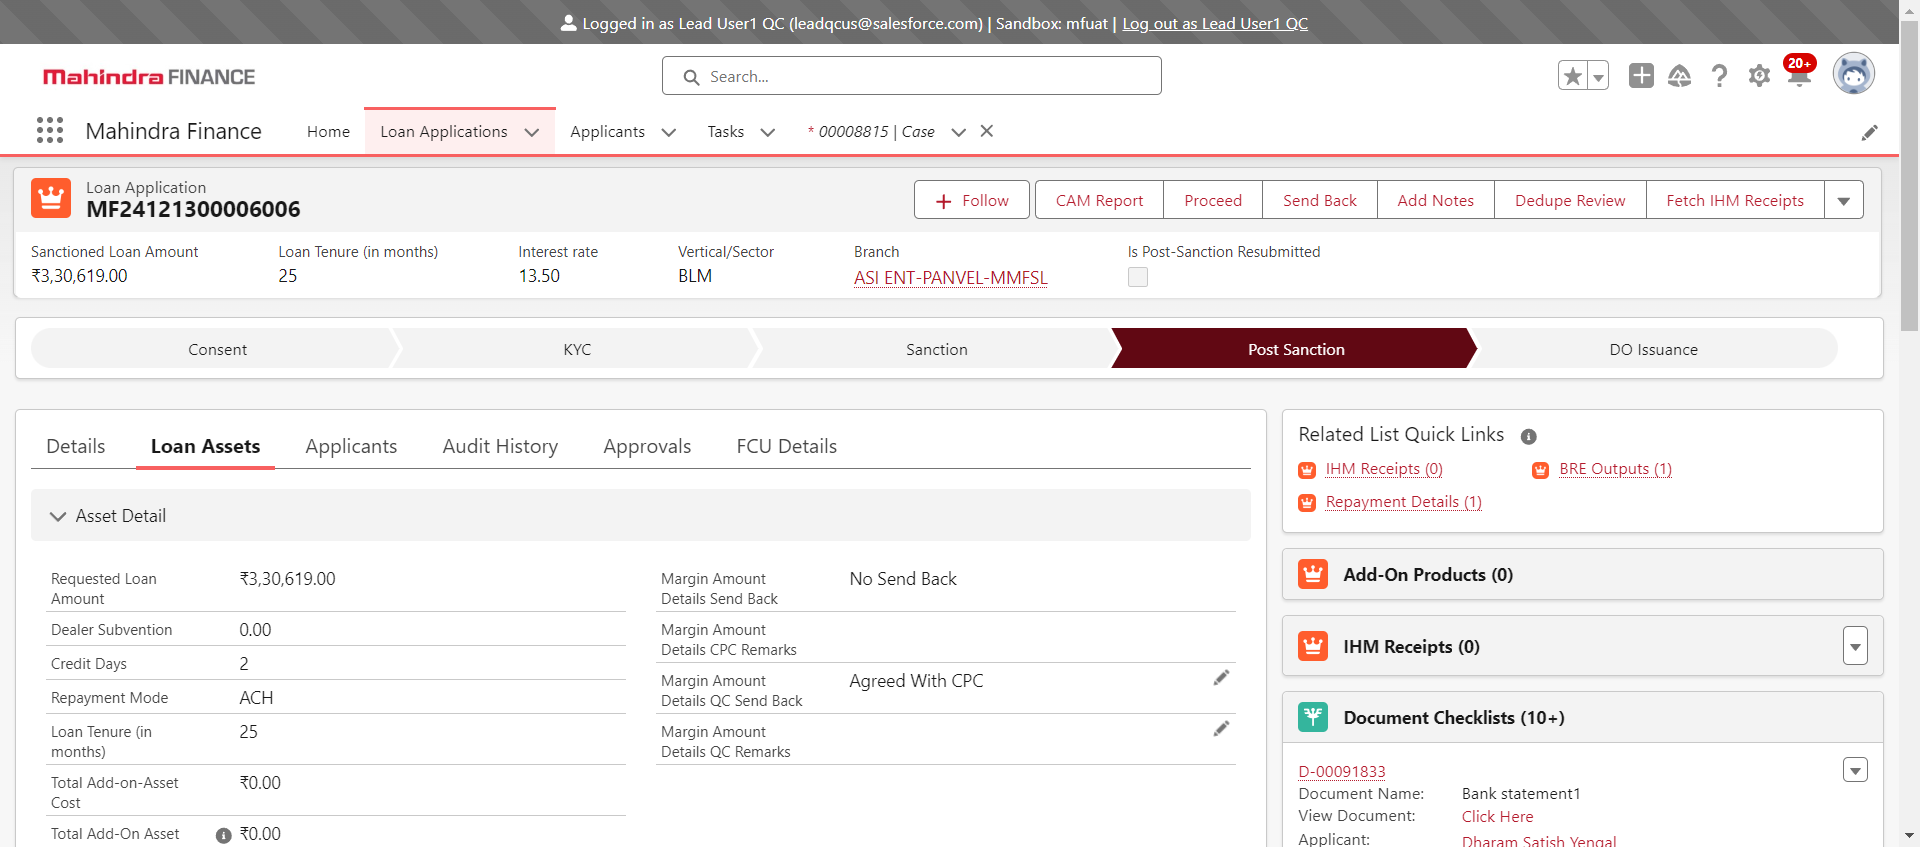 Logged in as Lead User1 QC (leadqcus@salesforce.com) | Sandbox: mfuat | Log out as Lead User1 QC
Mahindra FINANCE
Search...
20+
Mahindra Finance
Home
Loan Applications
Applicants
Tasks
* 00008815 | Case
Loan Application
MF24121300006006
Follow
CAM Report
Proceed
Send Back
Add Notes
Dedupe Review
Fetch IHM Receipts
Sanctioned Loan Amount
₹3,30,619.00
Loan Tenure (in months)
25
Interest rate
13.50
Vertical/Sector
BLM
Branch
ASI ENT-PANVEL-MMFSL
Is Post-Sanction Resubmitted
Consent
KYC
Sanction
Post Sanction
DO Issuance
Details
Loan Assets
Applicants
Audit History
Approvals
FCU Details
Asset Detail
Requested Loan
Amount
₹3,30,619.00
Dealer Subvention
0.00
Credit Days
2
Repayment Mode
ACH
Loan Tenure (in
months)
25
Total Add-on-Asset
Cost
₹0.00
Total Add-On Asset
₹0.00
Margin Amount
Details Send Back
No Send Back
Margin Amount
Details CPC Remarks
Margin Amount
Details QC Send Back
Agreed With CPC
Margin Amount
Details QC Remarks
Related List Quick Links
IHM Receipts (0)
BRE Outputs (1)
Repayment Details (1)
Add-On Products (0)
IHM Receipts (0)
Document Checklists (10+)
D-00091833
Document Name:
Bank statement1
View Document:
Click Here
Applicant:
Dharam Satish Yengal